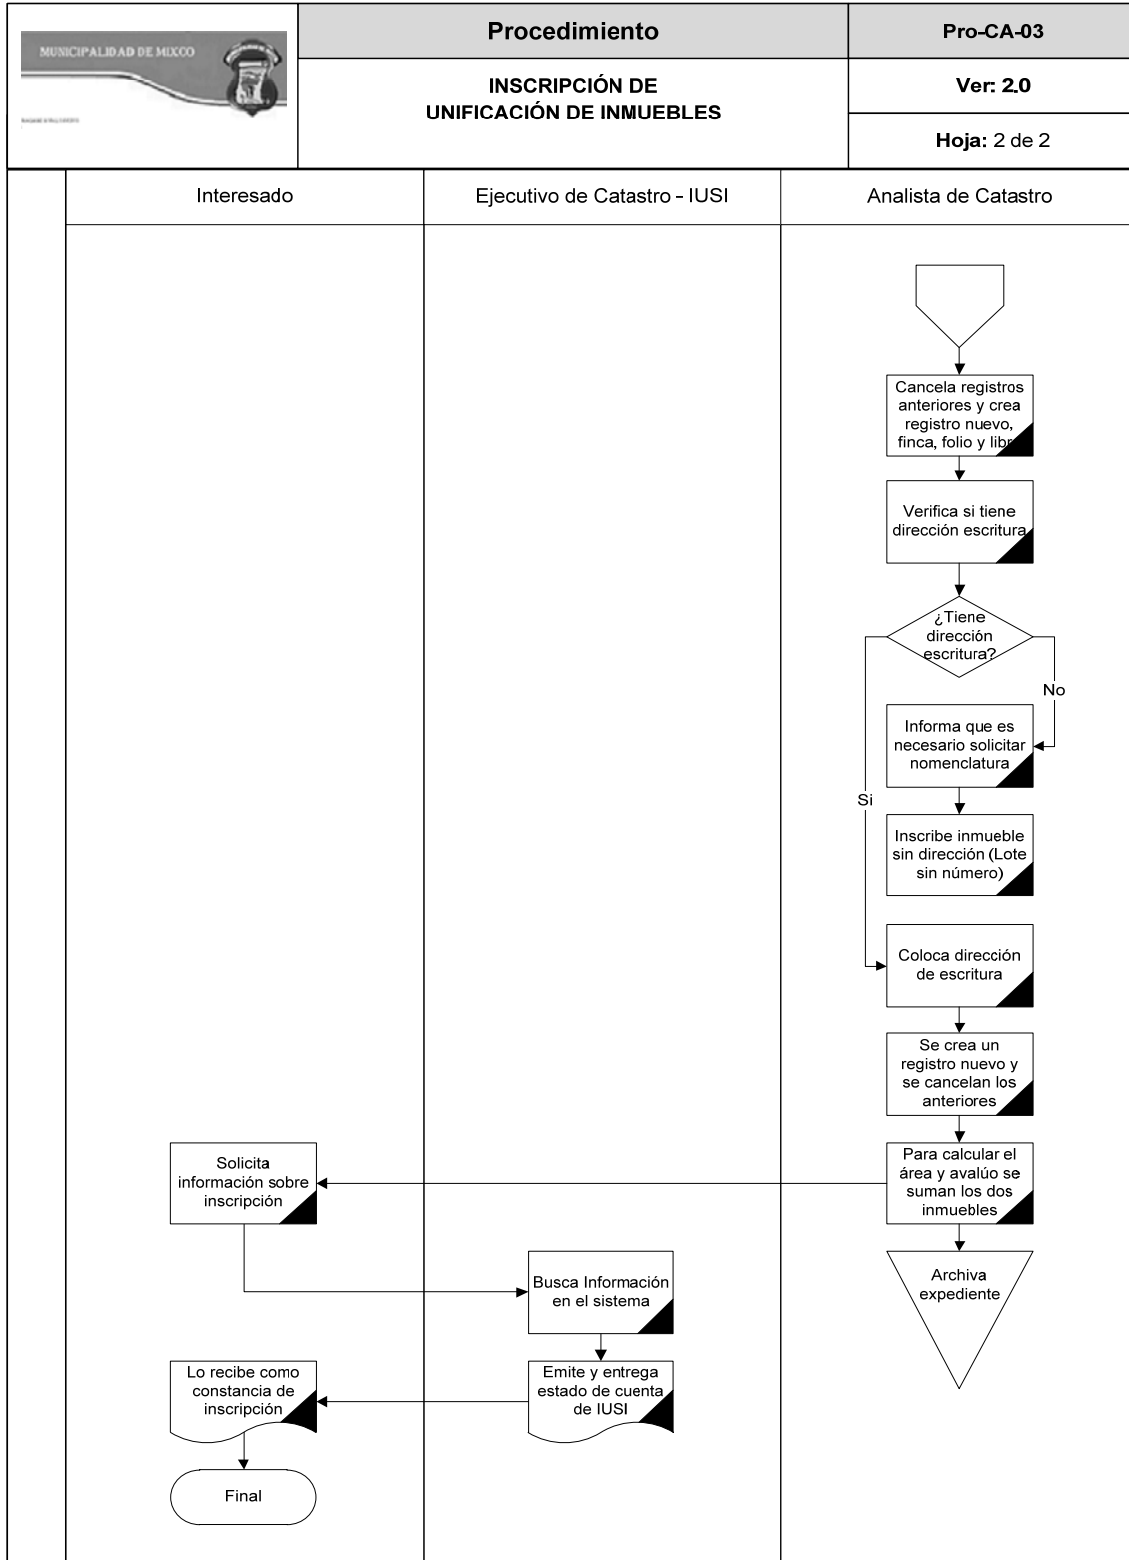 MUNICIPALIDAD DE MIXCO
Procedimiento
Pro-CA-03
INSCRIPCIÓN DE
UNIFICACIÓN DE INMUEBLES
Ver: 2.0
Hoja: 2 de 2
Interesado
Ejecutivo de Catastro - IUSI
Analista de Catastro
Cancela registros
anteriores y crea
registro nuevo,
finca, folio y libro
Verifica si tiene
dirección escritura
¿Tiene
dirección
escritura?
No
Informa que es
necesario solicitar
nomenclatura
Si
Inscribe inmueble
sin dirección (Lote
sin número)
Coloca dirección
de escritura
Se crea un
registro nuevo y
se cancelan los
anteriores
Para calcular el
área y avalúo se
suman los dos
inmuebles
Solicita
información sobre
inscripción
Busca Información
en el sistema
Archiva
expediente
Lo recibe como
constancia de
inscripción
Emite y entrega
estado de cuenta
de IUSI
Final